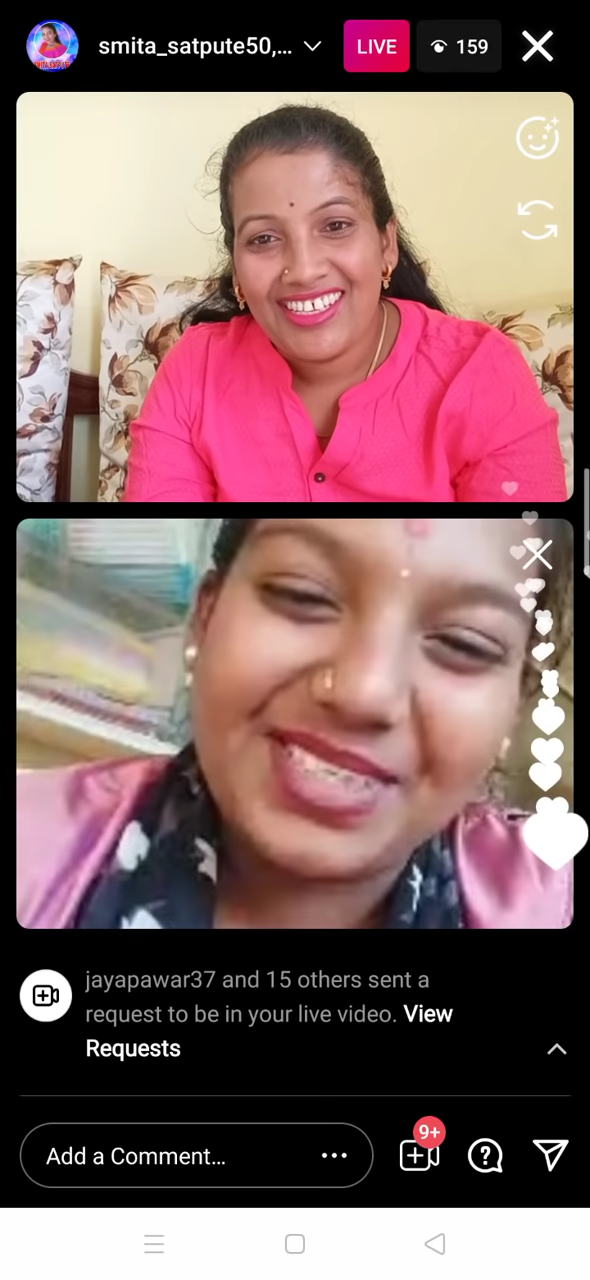 smita_satpute50,...
LIVE
159
jayapawar37 and 15 others sent a
request to be in your live video. View
Requests
Add a Comment...
9+